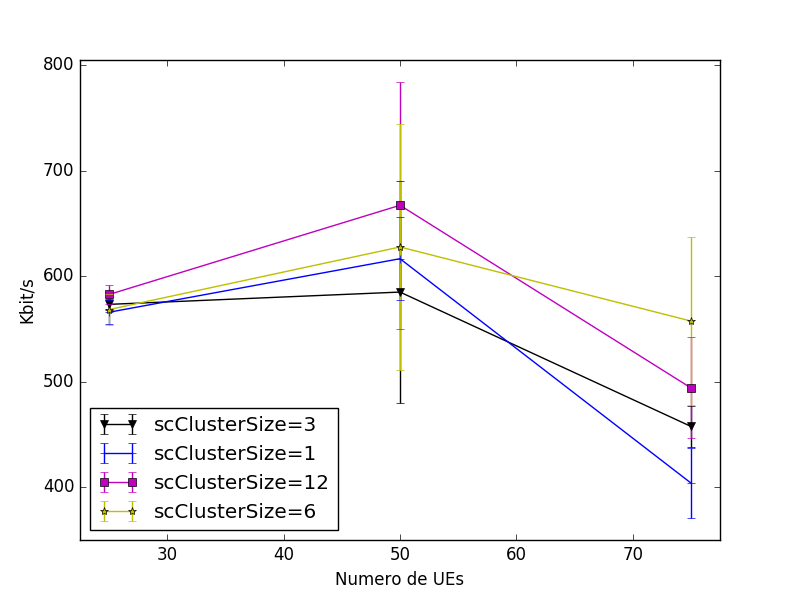 800
700
600
500
400
Kbit/s
scClusterSize=3
scClusterSize=1
scClusterSize=12
scClusterSize=6
30 40 50 60 70
Numero de UEs